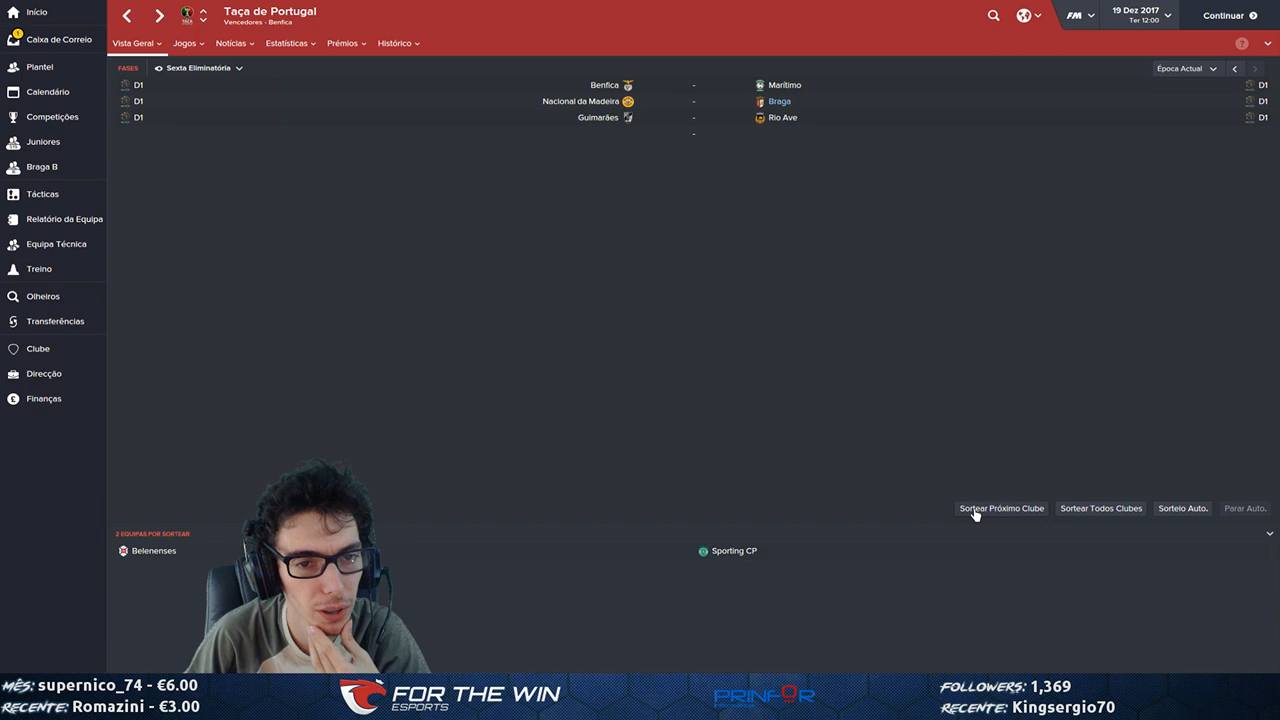 Início
1
Caixa de Correio
Plantel
Calendário
Competições
Juniores
Braga B
Tácticas
Relatório da Equipa
Equipa Técnica
Treino
Olheiros
Transferências
Clube
Direcção
Finanças
Taça de Portugal
Vencedores - Benfica
FM
19 Dez 2017
Ter 12:00
Continuar
Vista Geral
Jogos
Notícias
Estatísticas
Prémios
Histórico
?
FASES
Sexta Eliminatória
Época Actual
D1 Benfica - Marítimo D1
D1 Nacional da Madeira - Braga D1
D1 Guimarães - Rio Ave D1
-
Sortear Próximo Clube
Sortear Todos Clubes
Sorteio Auto.
Parar Auto.
2 EQUIPAS POR SORTEAR
Belenenses
Sporting CP
MÊS: supernico_74 - €6.00
RECENTE: Romazini - €3.00
FOR THE WIN
ESPORTS
PRINFOR
FOLLOWERS: 1,369
RECENTE: Kingsergio70